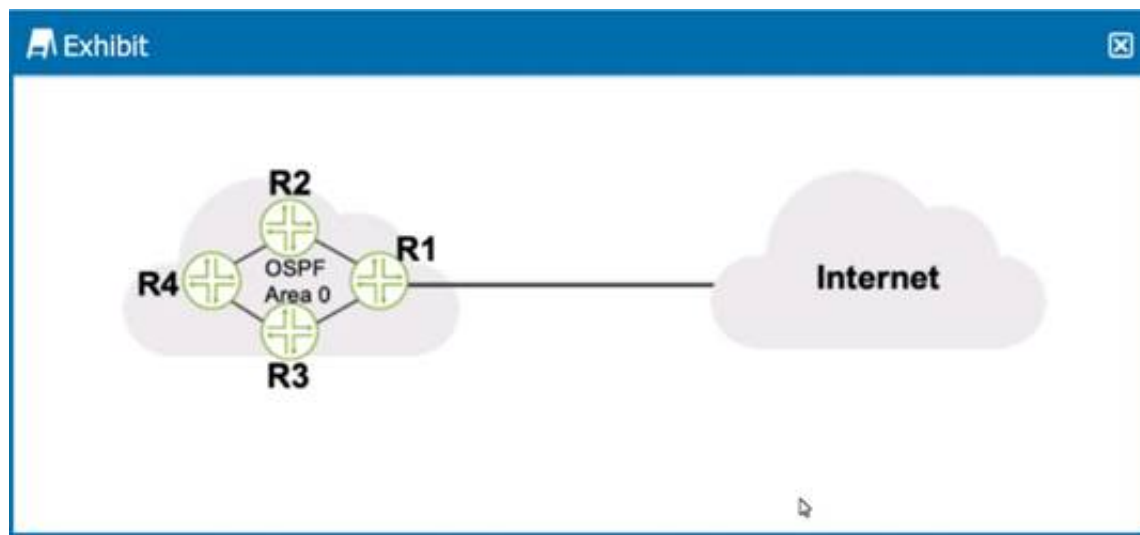 Exhibit
R2
R1
OSPF
R4
Area 0
R3
Internet